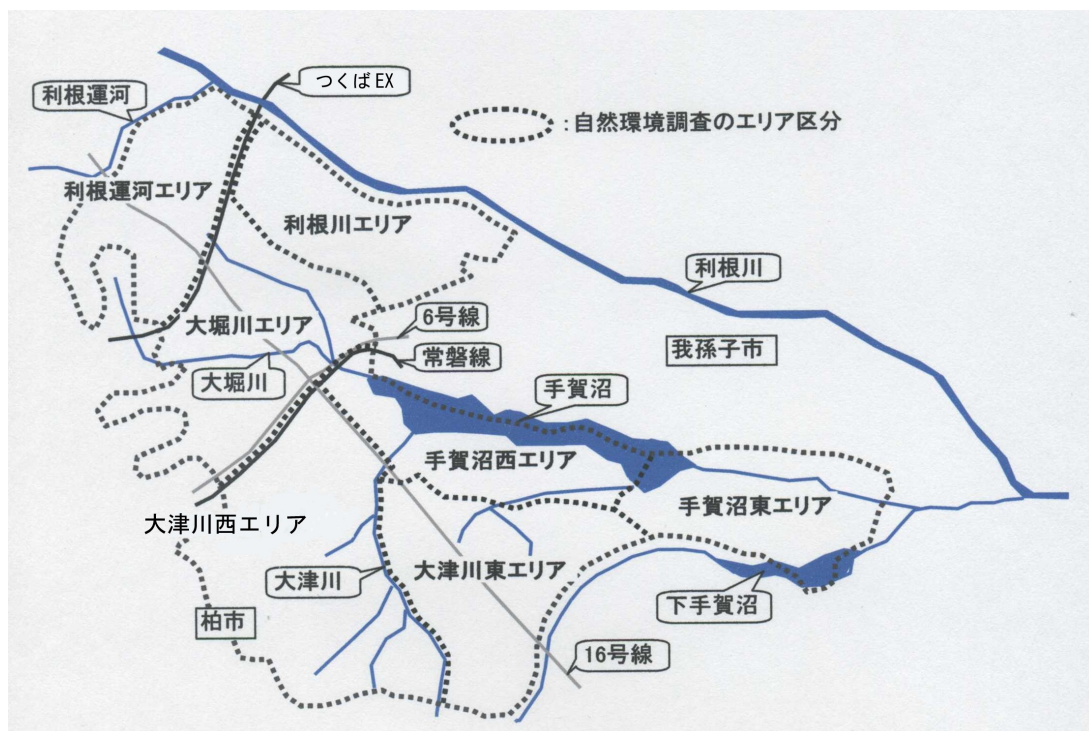 つくばEX
利根運河
:自然環境調査のエリア区分
利根運河エリア
利根川エリア
利根川
大堀川エリア
6号線
我孫子市
常磐線
大堀川
手賀沼
手賀沼西エリア
手賀沼東エリア
大津川西エリア
大津川
大津川東エリア
下手賀沼
柏市
16号線